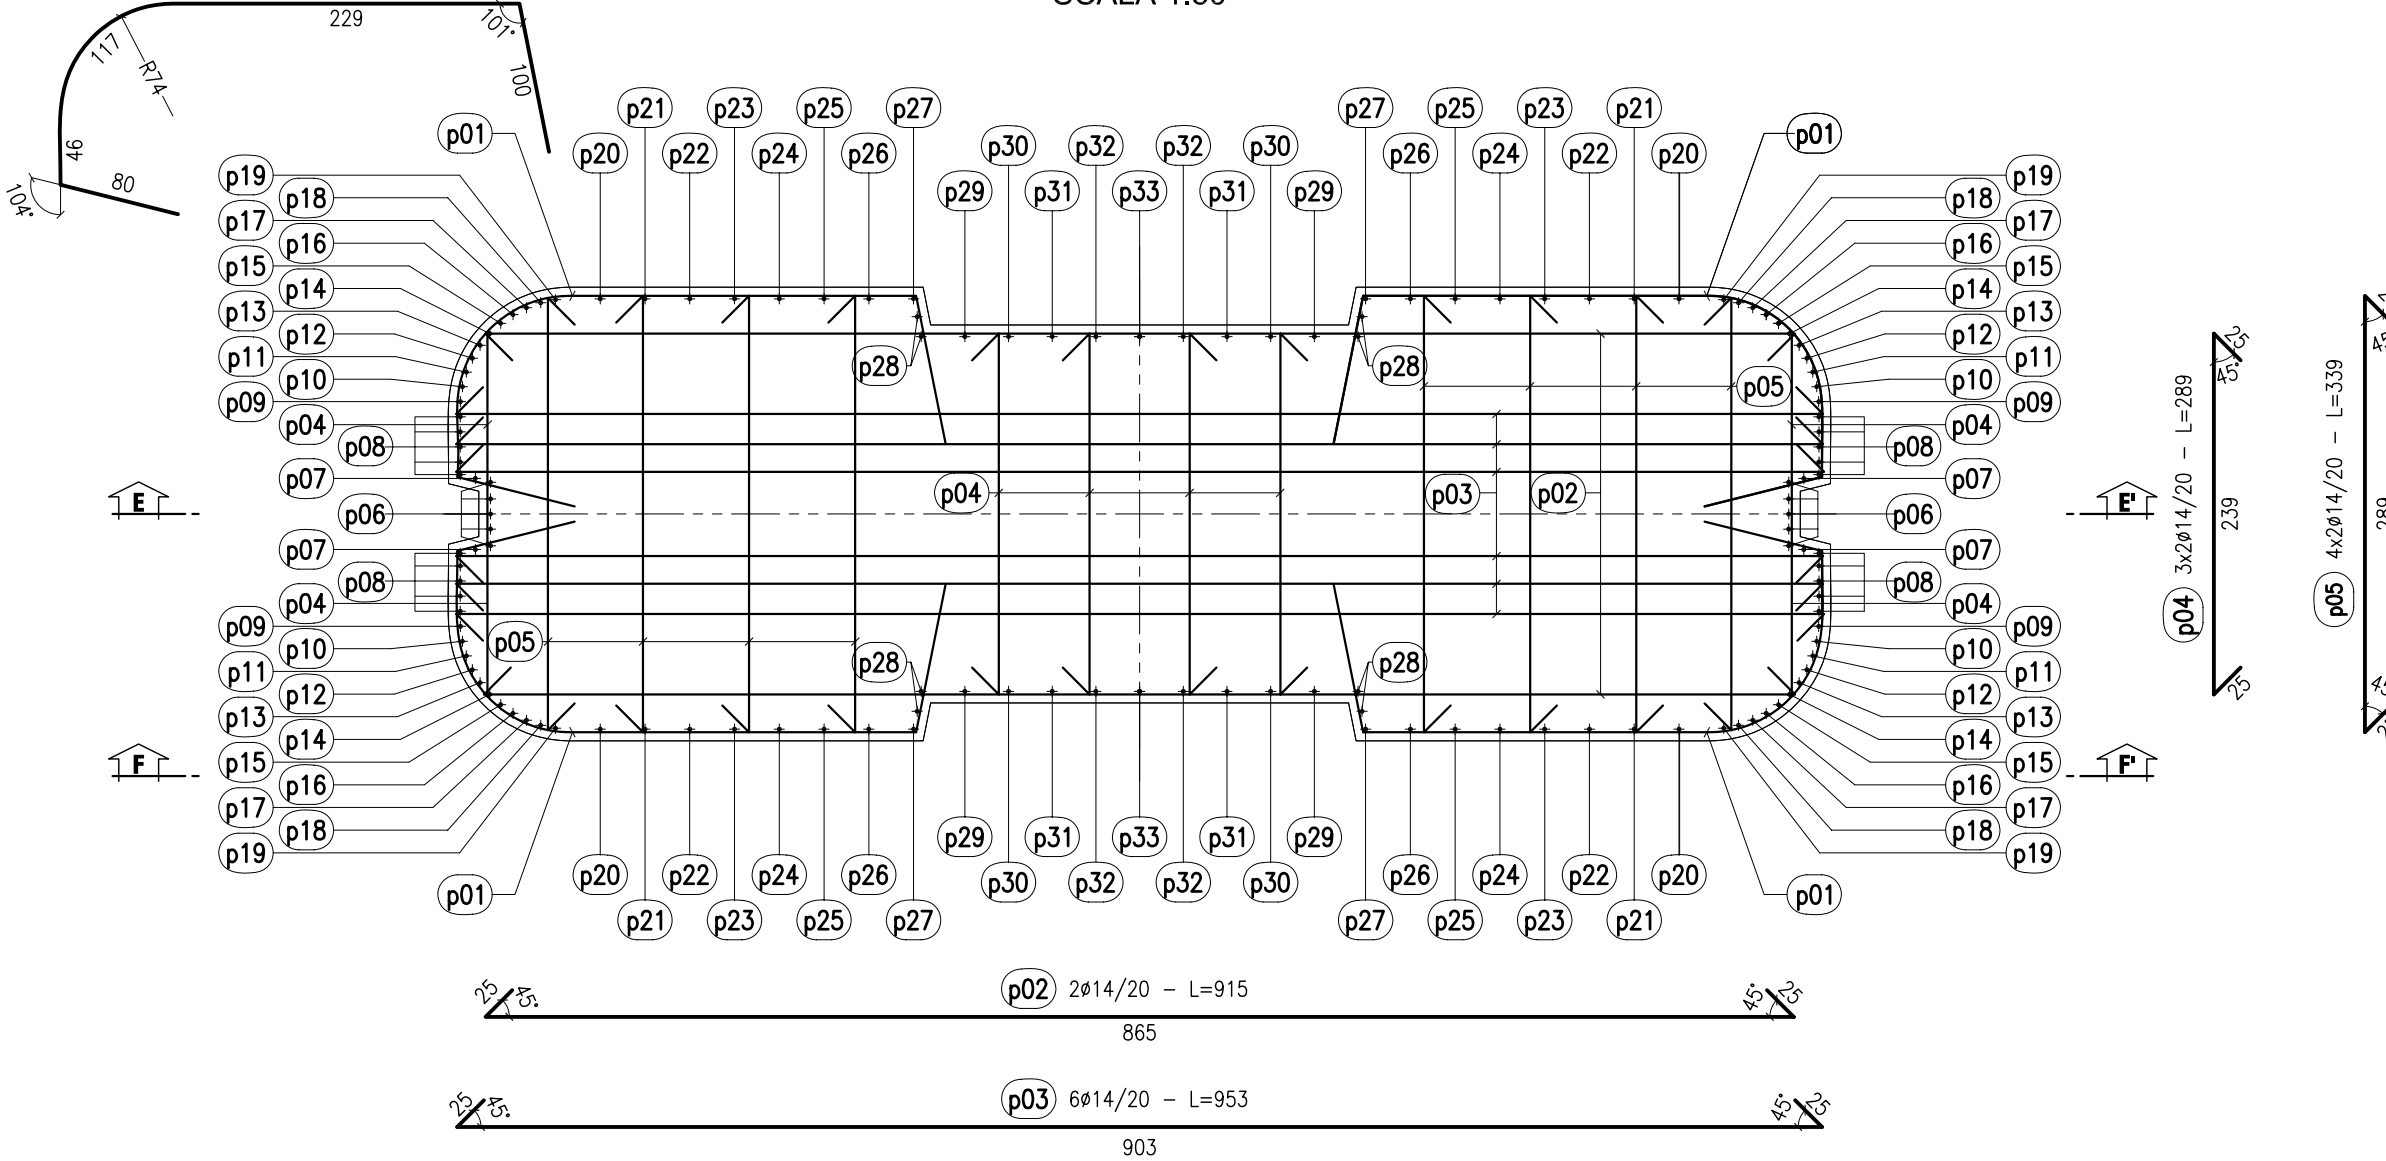 229
101°
117
R74
100
46
80
104°
p01
p21
p23
p25
p27
p20
p22
p24
p26
p30
p32
p32
p30
p29
p31
p33
p31
p29
p27
p25
p23
p21
p26
p24
p22
p20
p01
p19
p18
p17
p16
p15
p14
p13
p12
p11
p10
p09
p04
p08
p07
p06
p07
p08
p04
p09
p10
p11
p12
p13
p14
p15
p16
p17
p18
p19
p01
p28
p28
p05
p04
p03
p02
p05
p28
p28
p19
p18
p17
p16
p15
p14
p13
p12
p11
p10
p09
p04
p08
p07
p06
p07
p08
p04
p09
p10
p11
p12
p13
p14
p15
p16
p17
p18
p19
p01
E
E'
F
F'
p20
p22
p24
p26
p21
p23
p25
p27
p29
p31
p33
p31
p29
p30
p32
p32
p30
p26
p24
p22
p20
p27
p25
p23
p21
p04 3x2ø14/20 - L=289
25
45°
239
25
p05 4x2ø14/20 - L=339
289
p02 2ø14/20 - L=915
25
45°
45°
25
865
p03 6ø14/20 - L=953
25
45°
45°
25
903